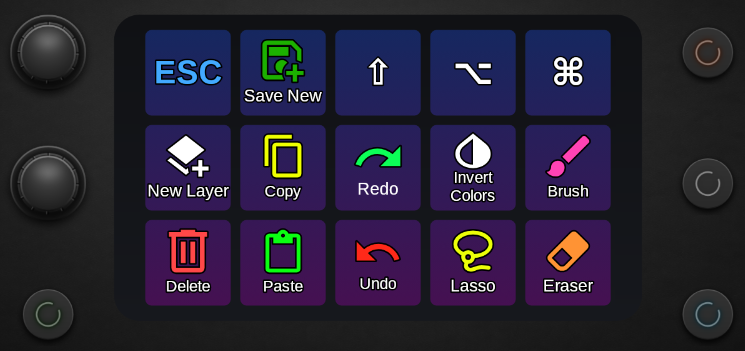 ESC
Save New
⇧
⌥
⌘
New Layer
Copy
Redo
Invert
Colors
Brush
Delete
Paste
Undo
Lasso
Eraser